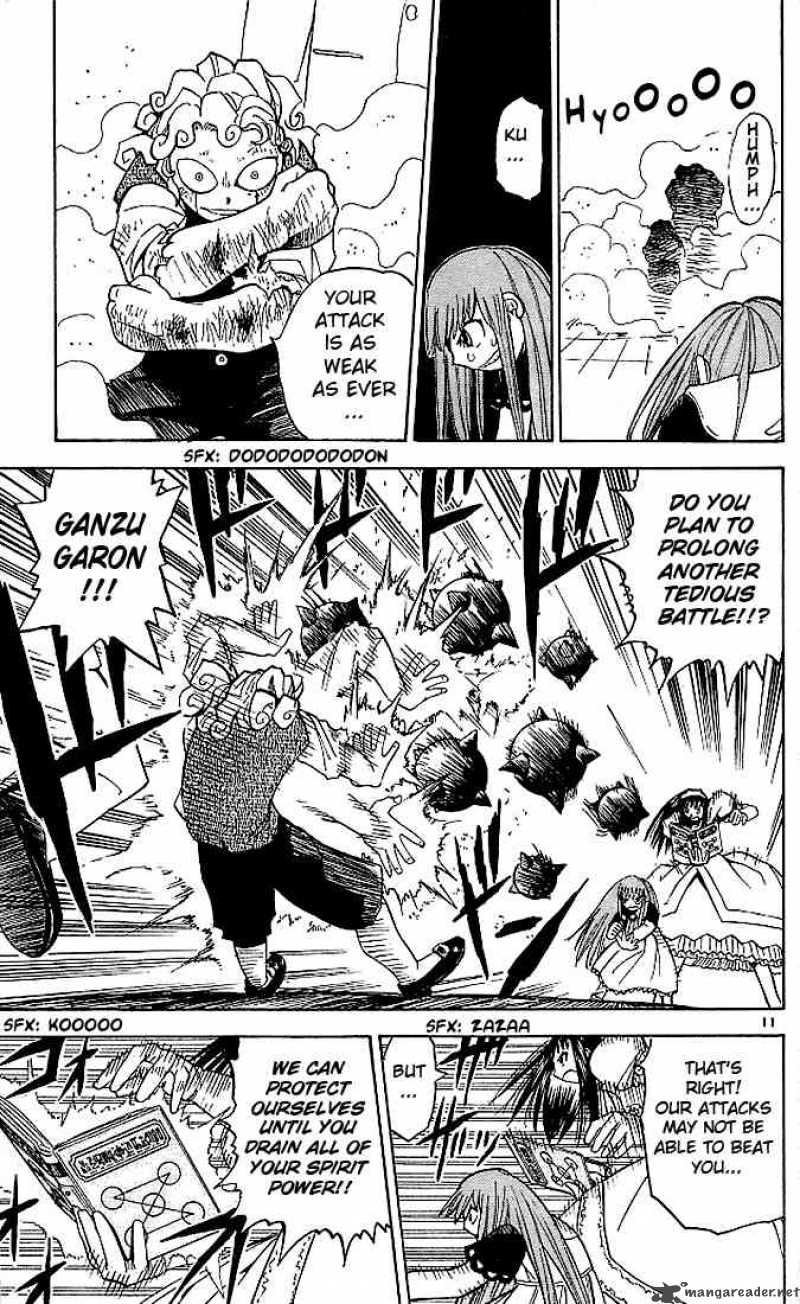 HYOOOOO
HUMPH
...
KU
...
YOUR
ATTACK
IS AS
WEAK
AS EVER
...
SFX: DODODODODODON
DO YOU
PLAN TO
PROLONG
ANOTHER
TEDIOUS
BATTLE!!?
GANZU
GARON
!!!
SFX: KOOOOO
SFX: ZAZAA
11
THAT'S
RIGHT!
OUR ATTACKS
MAY NOT BE
ABLE TO BEAT
YOU...
BUT
...
WE CAN
PROTECT
OURSELVES
UNTIL YOU
DRAIN ALL OF
YOUR SPIRIT
POWER!!
mangareader.net